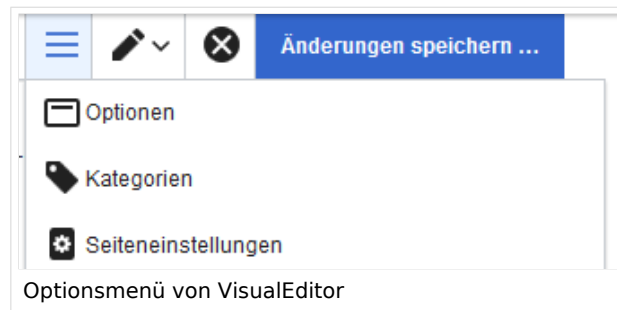 Änderungen speichern ...
Optionen
Kategorien
Seiteneinstellungen
Optionsmenü von VisualEditor